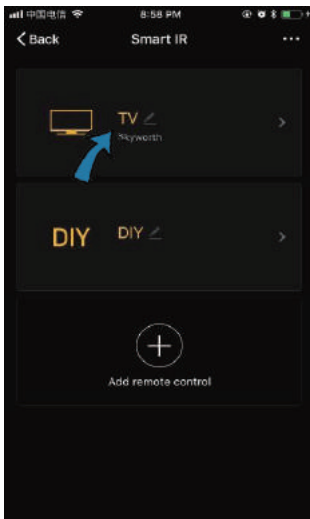 中国电信 8:58 PM
Back Smart IR ...
TV
Skyworth
DIY DIY
Add remote control